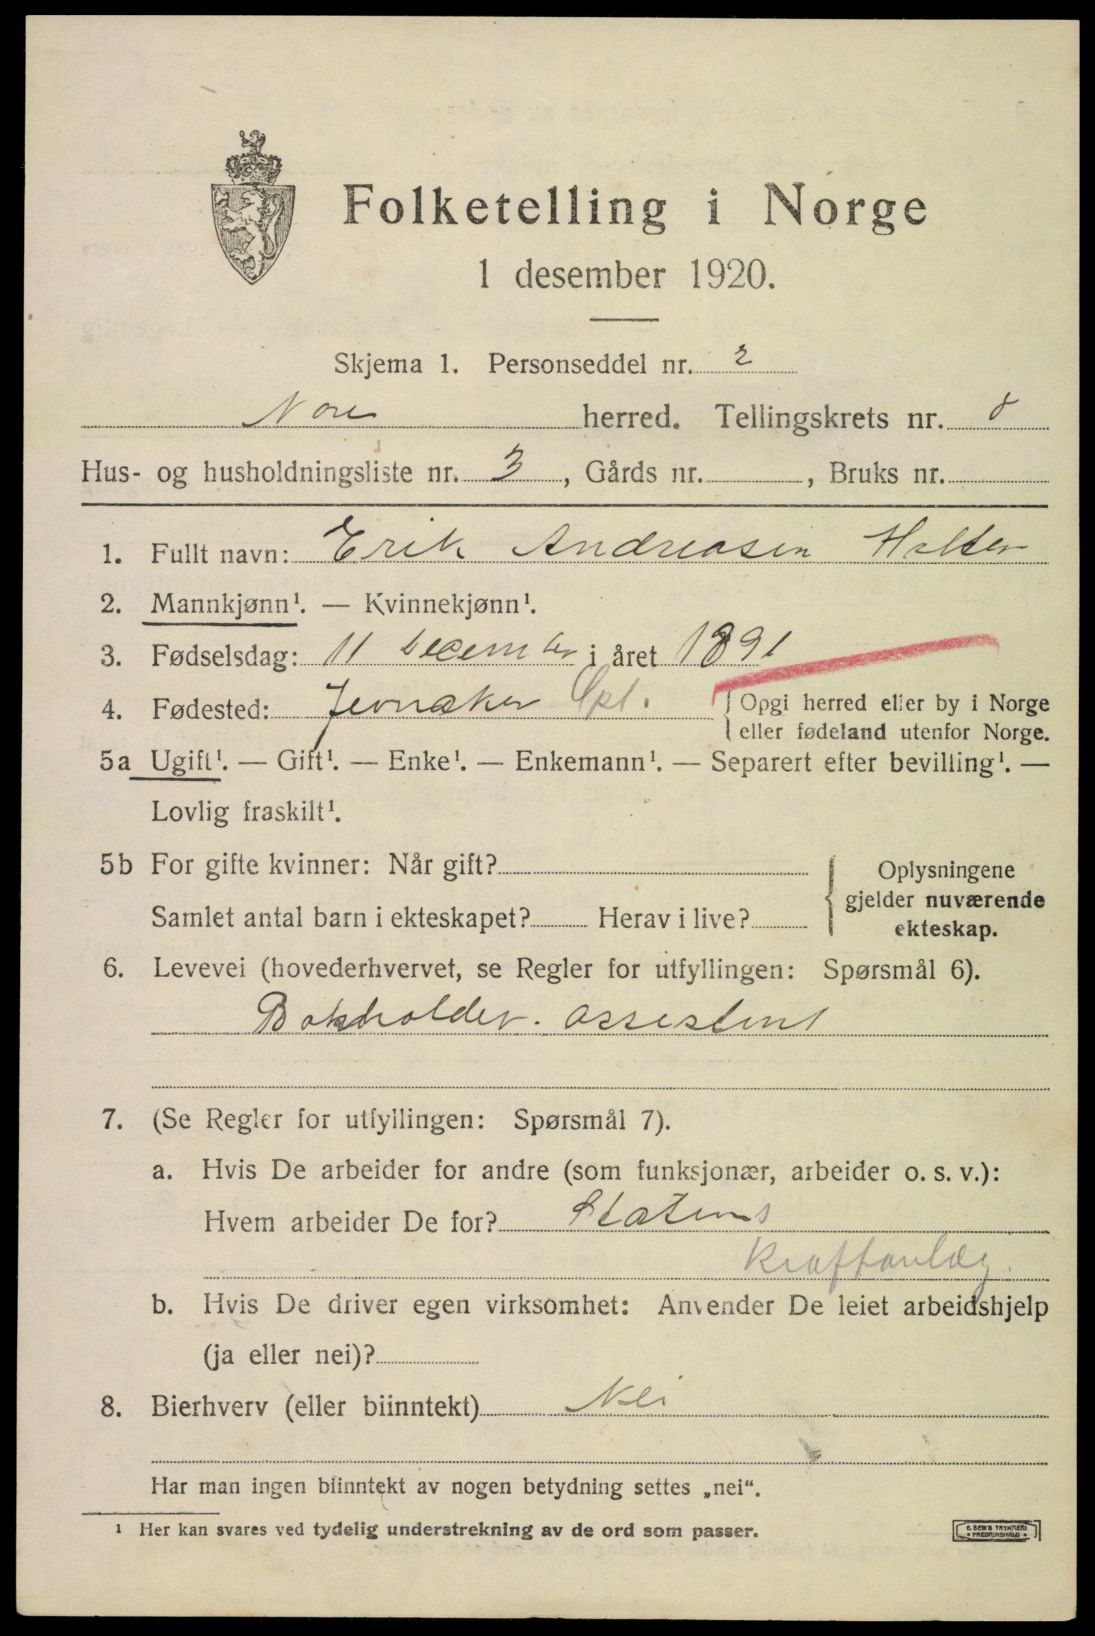 Folketelling i Norge
1 desember 1920.
Skjema 1. Personseddel nr. 2
Nore herred. Tellingskrets nr. 8
Hus- og husholdningsliste nr. 3, Gårds nr. , Bruks nr.
1. Fullt navn: Erik Andreasen Holter
2. Mannkjønn¹. — Kvinnekjønn¹.
3. Fødselsdag: 11 december i året 1891
4. Fødested: Jevnaker Opl. {Opgi herred eller by i Norge
eller fødeland utenfor Norge.
5a Ugift¹. — Gift¹. — Enke¹. — Enkemann¹. — Separert efter bevilling¹. —
Lovlig fraskilt¹.
5b For gifte kvinner: Når gift?
Samlet antal barn i ekteskapet? Herav i live?
Oplysningene
gjelder nuværende
ekteskap.
6. Levevei (hovederhvervet, se Regler for utfyllingen: Spørsmål 6).
Bokholder. assistent
7. (Se Regler for utfyllingen: Spørsmål 7).
a. Hvis De arbeider for andre (som funksjonær, arbeider o. s. v.):
Hvem arbeider De for? Statens
Kraftanlæg.
b. Hvis De driver egen virksomhet: Anvender De leiet arbeidshjelp
(ja eller nei)?
8. Bierhverv (eller biinntekt) Nei
Har man ingen biinntekt av nogen betydning settes „nei“.
¹ Her kan svares ved tydelig understrekning av de ord som passer.
E. SEM'S TRYKKERI
FREDRIKSHALD